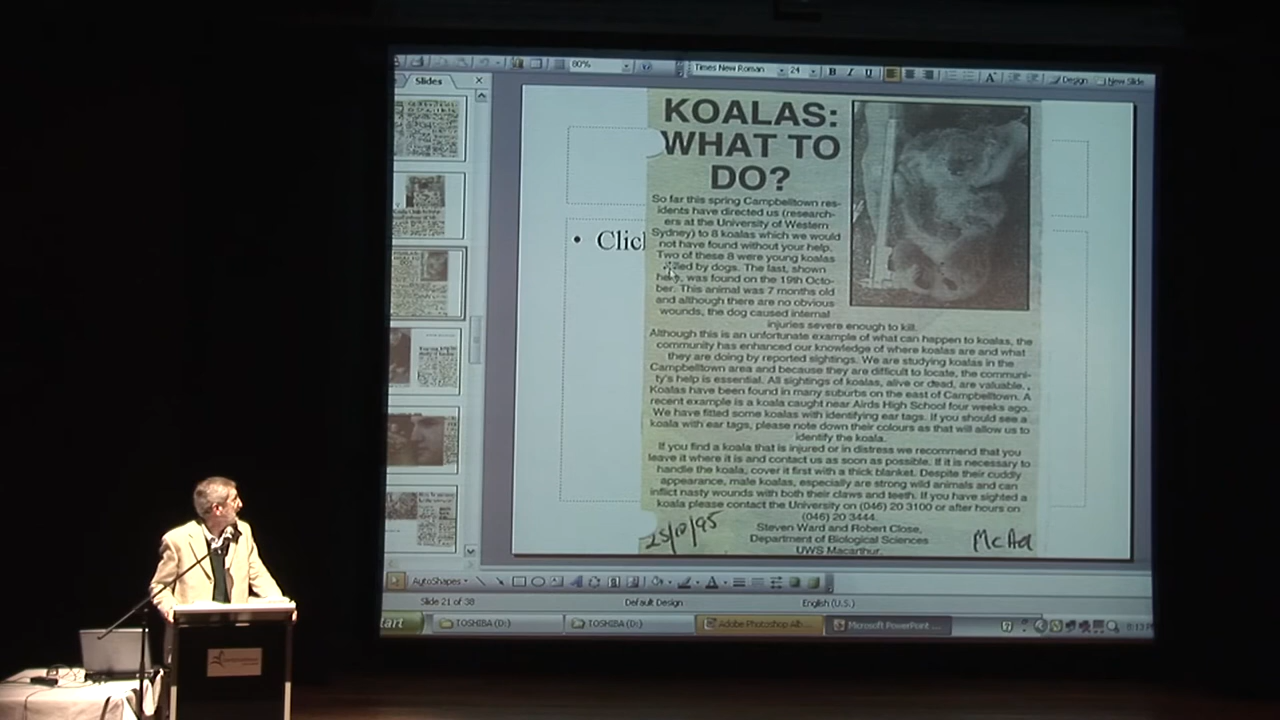 80%
Times New Roman
24
B I U
Design
New Slide
Slides
KOALAS:
WHAT TO
DO?
So far this spring Campbelltown res-
idents have directed us (research-
ers at the University of Western
Sydney) to 8 koalas which we would
not have found without your help.
Two of these 8 were young koalas
killed by dogs. The last, shown
here, was found on the 19th Octo-
ber. This animal was 7 months old
and although there are no obvious
wounds, the dog caused internal
injuries severe enough to kill.
Although this is an unfortunate example of what can happen to koalas, the
community has enhanced our knowledge of where koalas are and what
they are doing by reported sightings. We are studying koalas in the
Campbelltown area and because they are difficult to locate, the communi-
ty's help is essential. All sightings of koalas, alive or dead, are valuable.
Koalas have been found in many suburbs on the east of Campbelltown. A
recent example is a koala caught near Airds High School four weeks ago.
We have fitted some koalas with identifying ear tags. If you should see a
koala with ear tags, please note down their colours as that will allow us to
identify the koala.
If you find a koala that is injured or in distress we recommend that you
leave it where it is and contact us as soon as possible. If it is necessary to
handle the koala, cover it first with a thick blanket. Despite their cuddly
appearance, male koalas, especially are strong wild animals and can
inflict nasty wounds with both their claws and teeth. If you have sighted a
koala please contact the University on (046) 20 3100 or after hours on
(046) 20 3444.
Steven Ward and Robert Close,
Department of Biological Sciences
UWS Macarthur.
25/10/95
McAd
• Clic
AutoShapes
Slide 21 of 38
Default Design
English (U.S.)
start
TOSHIBA (D:)
TOSHIBA (D:)
Adobe Photoshop Alb...
Microsoft PowerPoint ...
8:13 P